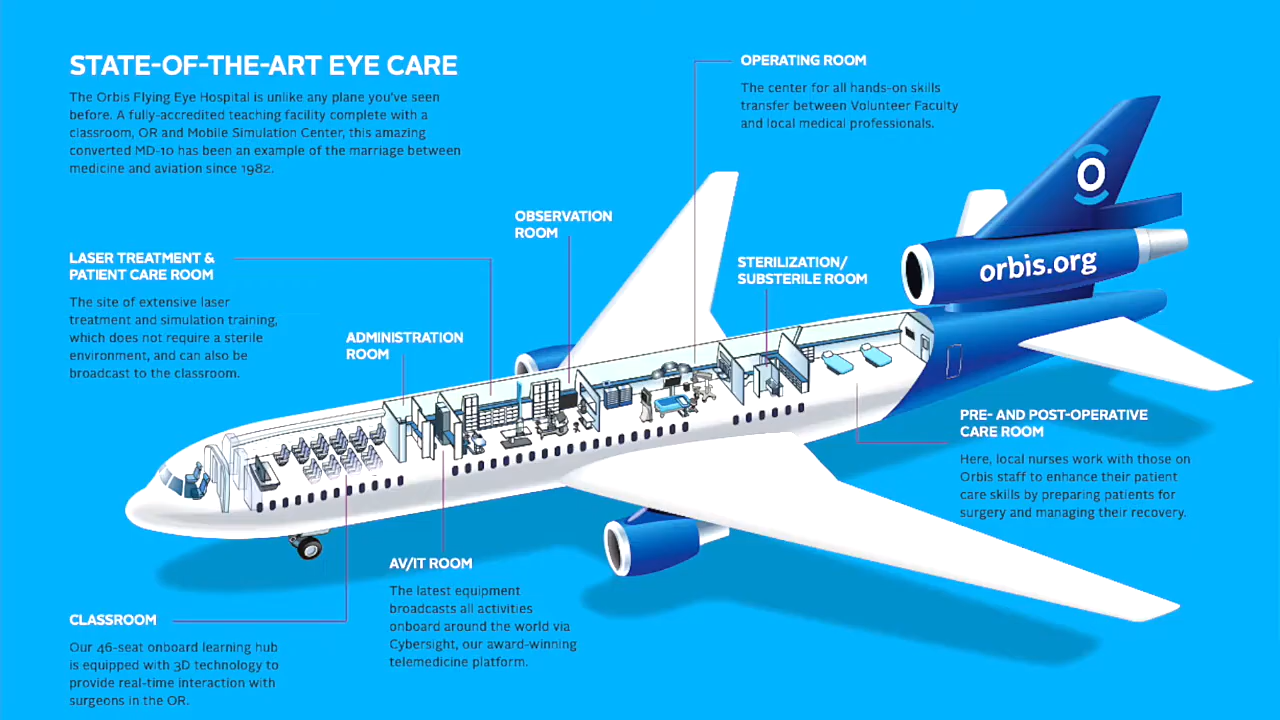 STATE-OF-THE-ART EYE CARE
The Orbis Flying Eye Hospital is unlike any plane you've seen
before. A fully-accredited teaching facility complete with a
classroom, OR and Mobile Simulation Center, this amazing
converted MD-10 has been an example of the marriage between
medicine and aviation since 1982.
OPERATING ROOM
The center for all hands-on skills
transfer between Volunteer Faculty
and local medical professionals.
OBSERVATION
ROOM
LASER TREATMENT &
PATIENT CARE ROOM
The site of extensive laser
treatment and simulation training,
which does not require a sterile
environment, and can also be
broadcast to the classroom.
STERILIZATION/
SUBSTERILE ROOM
orbis.org
ADMINISTRATION
ROOM
PRE- AND POST-OPERATIVE
CARE ROOM
Here, local nurses work with those on
Orbis staff to enhance their patient
care skills by preparing patients for
surgery and managing their recovery.
AV/IT ROOM
The latest equipment
broadcasts all activities
onboard around the world via
Cybersight, our award-winning
telemedicine platform.
CLASSROOM
Our 46-seat onboard learning hub
is equipped with 3D technology to
provide real-time interaction with
surgeons in the OR.